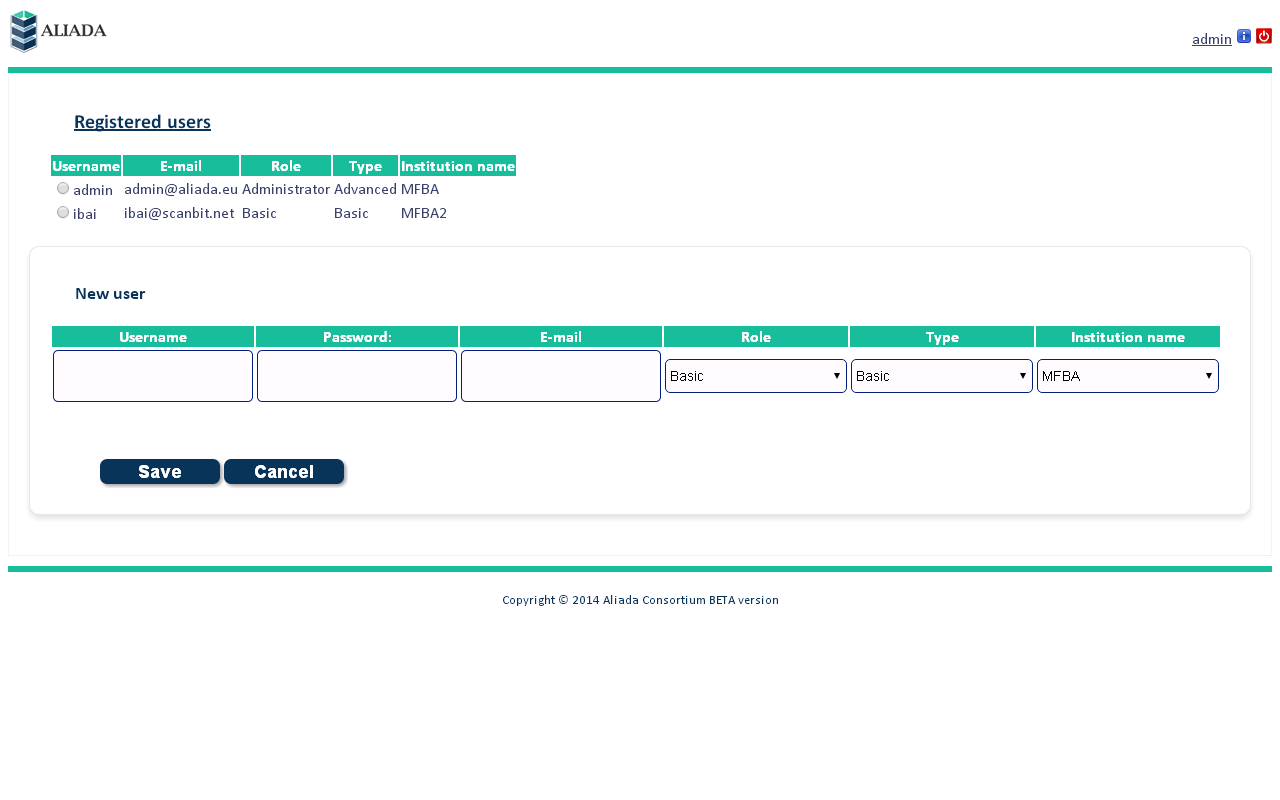 ALIADA
admin
Registered users
Username E-mail Role Type Institution name
admin admin@aliada.eu Administrator Advanced MFBA
ibai ibai@scanbit.net Basic Basic MFBA2
New user
Username Password: E-mail Role Type Institution name
Basic Basic MFBA
Save Cancel
Copyright © 2014 Aliada Consortium BETA version